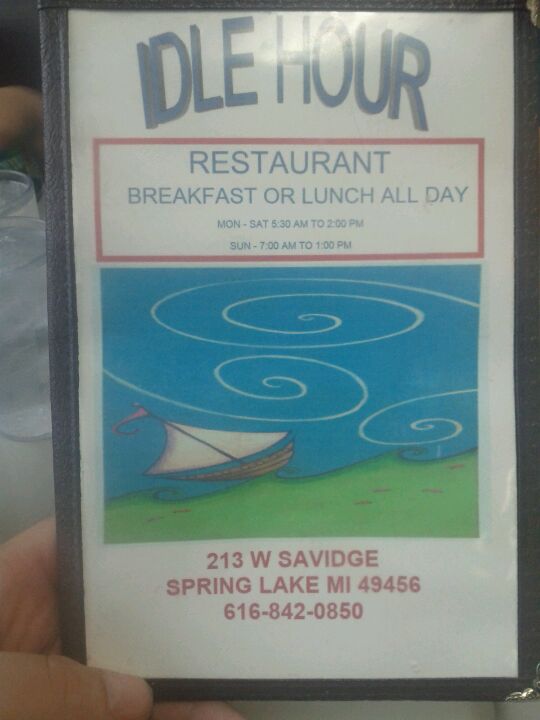 IDLE HOUR
RESTAURANT
BREAKFAST OR LUNCH ALL DAY
MON - SAT 5:30 AM TO 2:00 PM
SUN - 7:00 AM TO 1:00 PM
213 W SAVIDGE
SPRING LAKE MI 49456
616-842-0850